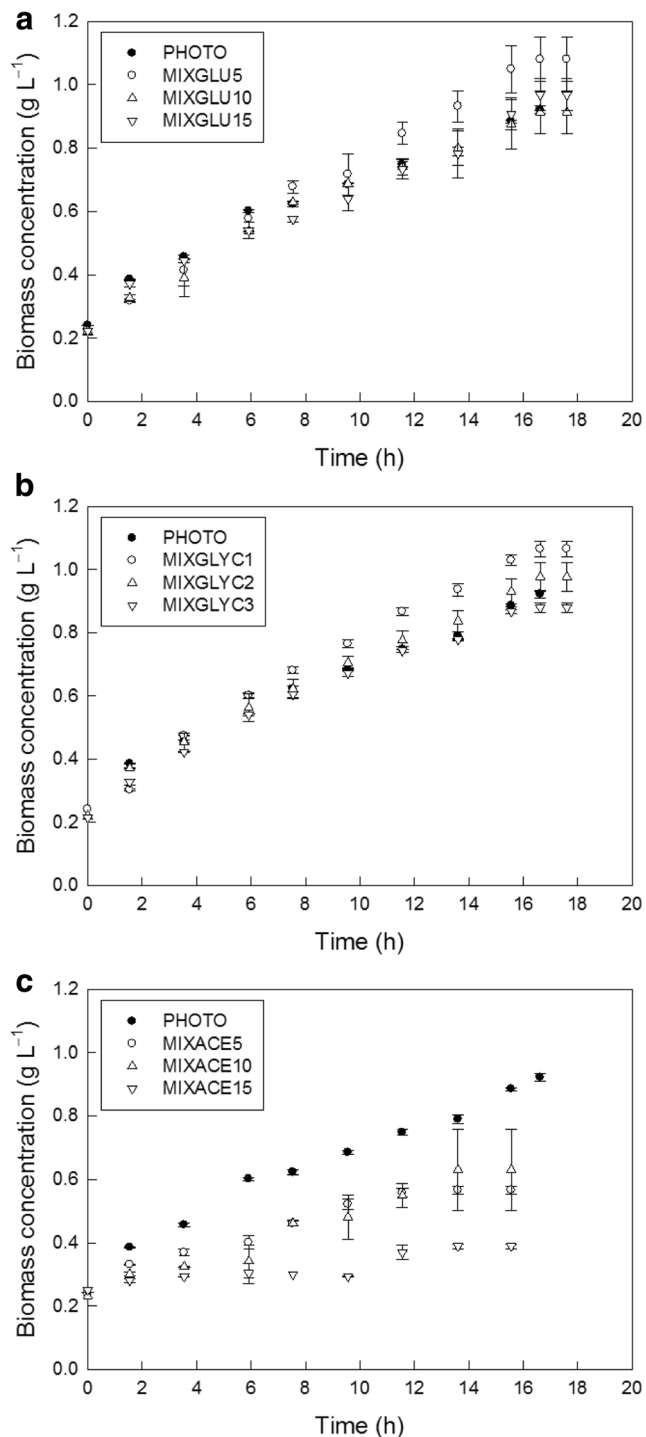 a
1.2
1.0
0.8
0.6
0.4
0.2
0.0
Biomass concentration (g L⁻¹)
PHOTO
MIXGLU5
MIXGLU10
MIXGLU15
0 2 4 6 8 10 12 14 16 18 20
Time (h)
b
1.2
1.0
0.8
0.6
0.4
0.2
0.0
Biomass concentration (g L⁻¹)
PHOTO
MIXGLYC1
MIXGLYC2
MIXGLYC3
0 2 4 6 8 10 12 14 16 18 20
Time (h)
c
1.2
1.0
0.8
0.6
0.4
0.2
0.0
Biomass concentration (g L⁻¹)
PHOTO
MIXACE5
MIXACE10
MIXACE15
0 2 4 6 8 10 12 14 16 18 20
Time (h)